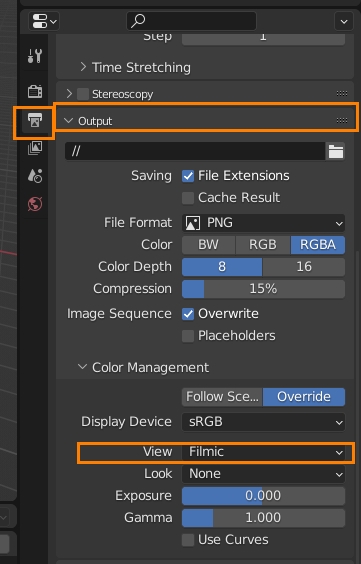 Step 1
Time Stretching
Stereoscopy
Output
//
Saving File Extensions
Cache Result
File Format PNG
Color BW RGB RGBA
Color Depth 8 16
Compression 15%
Image Sequence Overwrite
Placeholders
Color Management
Follow Sce... Override
Display Device sRGB
View Filmic
Look None
Exposure 0.000
Gamma 1.000
Use Curves